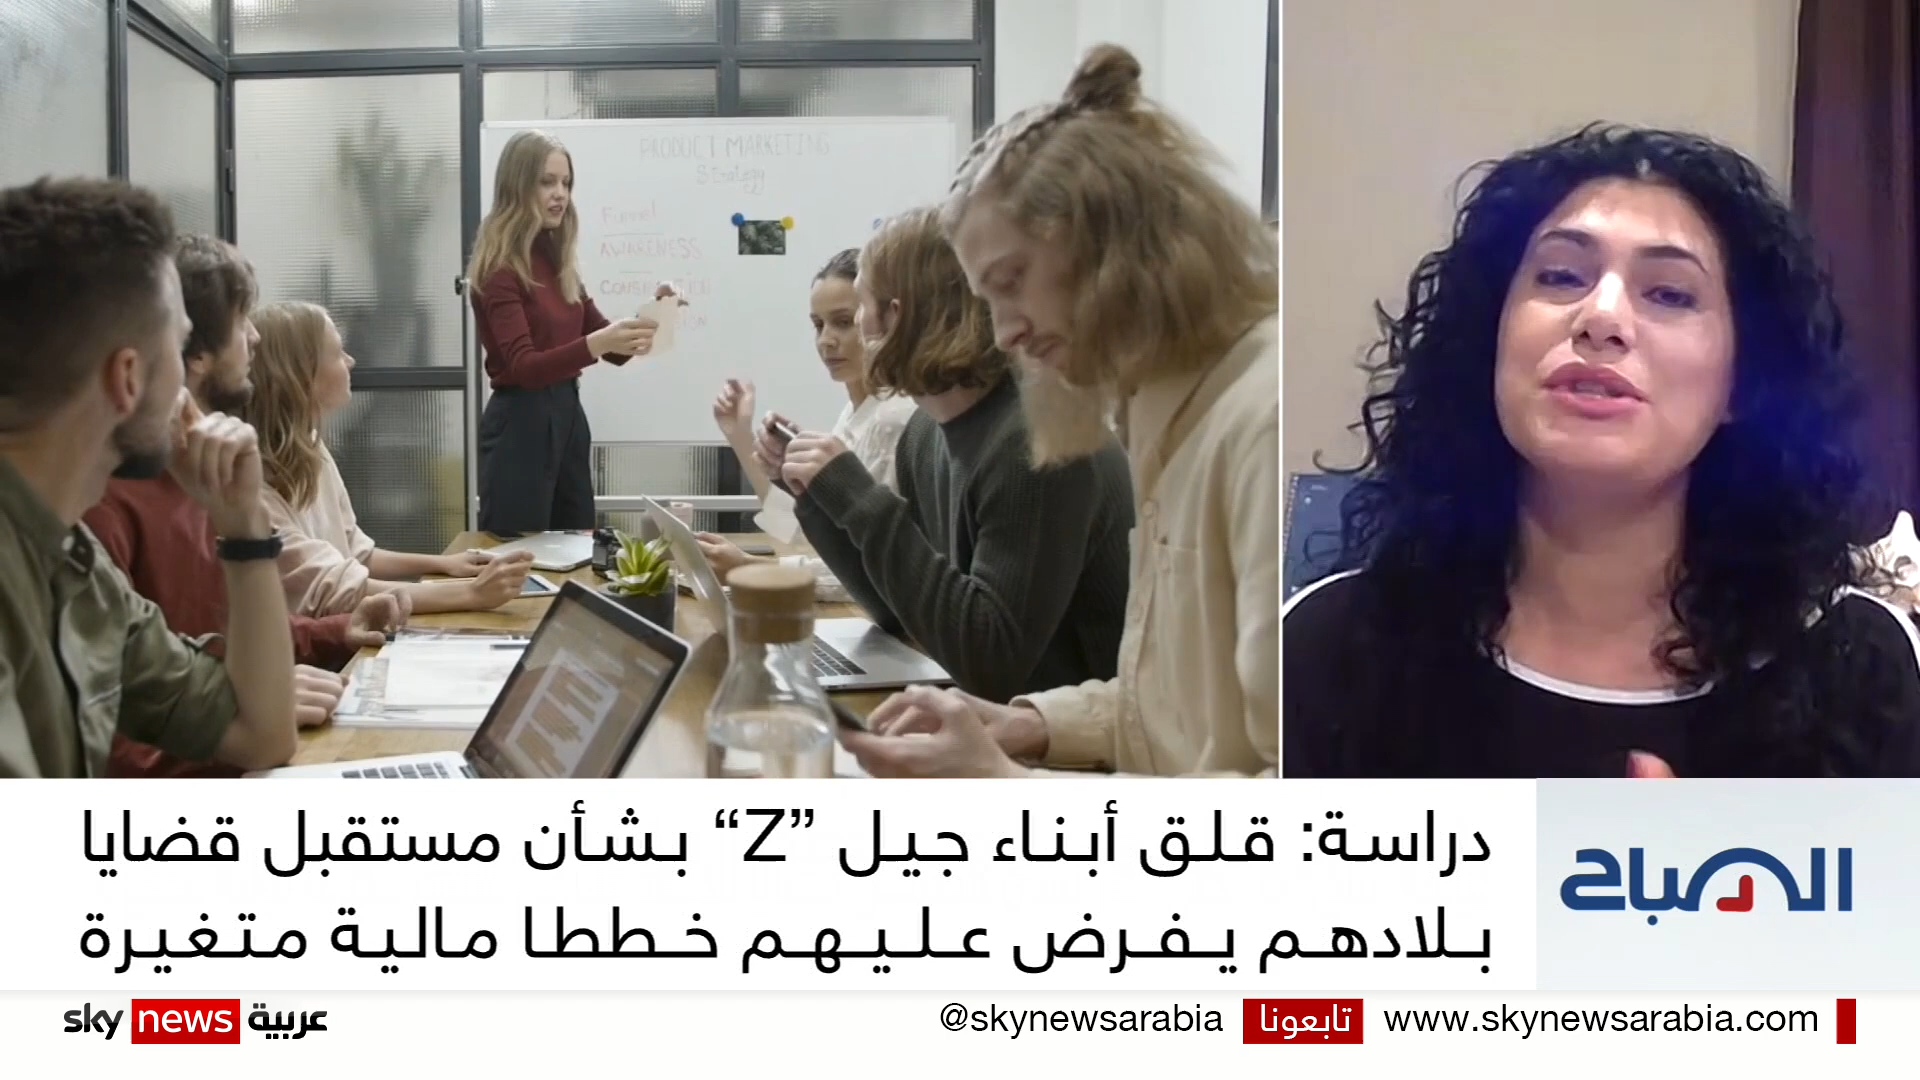 PRODUCT MARKETING
Strategy
Funnel
AWARENESS
دراسة: قلق أبناء جيل “Z” بشأن مستقبل قضايا
بلادهم يفرض عليهم خططا مالية متغيرة
الصباح
sky news عربية
@skynewsarabia تابعونا www.skynewsarabia.com